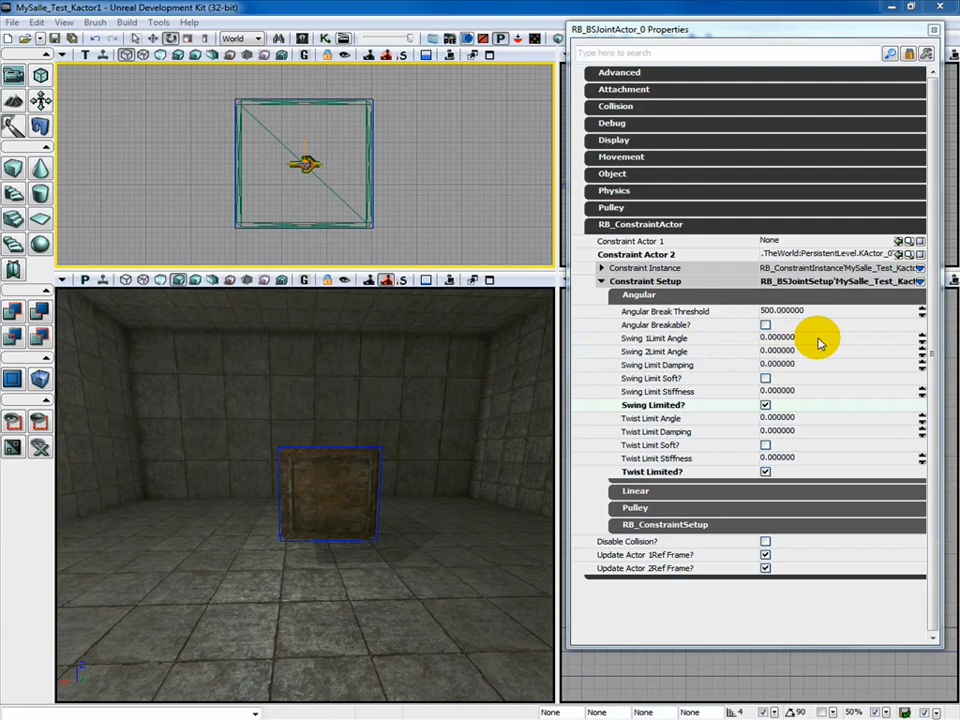 MySalle_Test_Kactor1 - Unreal Development Kit (32-bit)
File Edit View Brush Build Tools Help
World
RB_BSJointActor_0 Properties
Type here to search
Advanced
Attachment
Collision
Debug
Display
Movement
Object
Physics
Pulley
RB_ConstraintActor
Constraint Actor 1 None
Constraint Actor 2 .TheWorld:PersistentLevel.KActor_0'
Constraint Instance RB_ConstraintInstance'MySalle_Test_Kacto
Constraint Setup RB_BSJointSetup'MySalle_Test_Kact
Angular
Angular Break Threshold 500.000000
Angular Breakable?
Swing 1Limit Angle 0.000000
Swing 2Limit Angle 0.000000
Swing Limit Damping 0.000000
Swing Limit Soft?
Swing Limit Stiffness 0.000000
Swing Limited?
Twist Limit Angle 0.000000
Twist Limit Damping 0.000000
Twist Limit Soft?
Twist Limit Stiffness 0.000000
Twist Limited?
Linear
Pulley
RB_ConstraintSetup
Disable Collision?
Update Actor 1Ref Frame?
Update Actor 2Ref Frame?
None None None None 4 90 50%